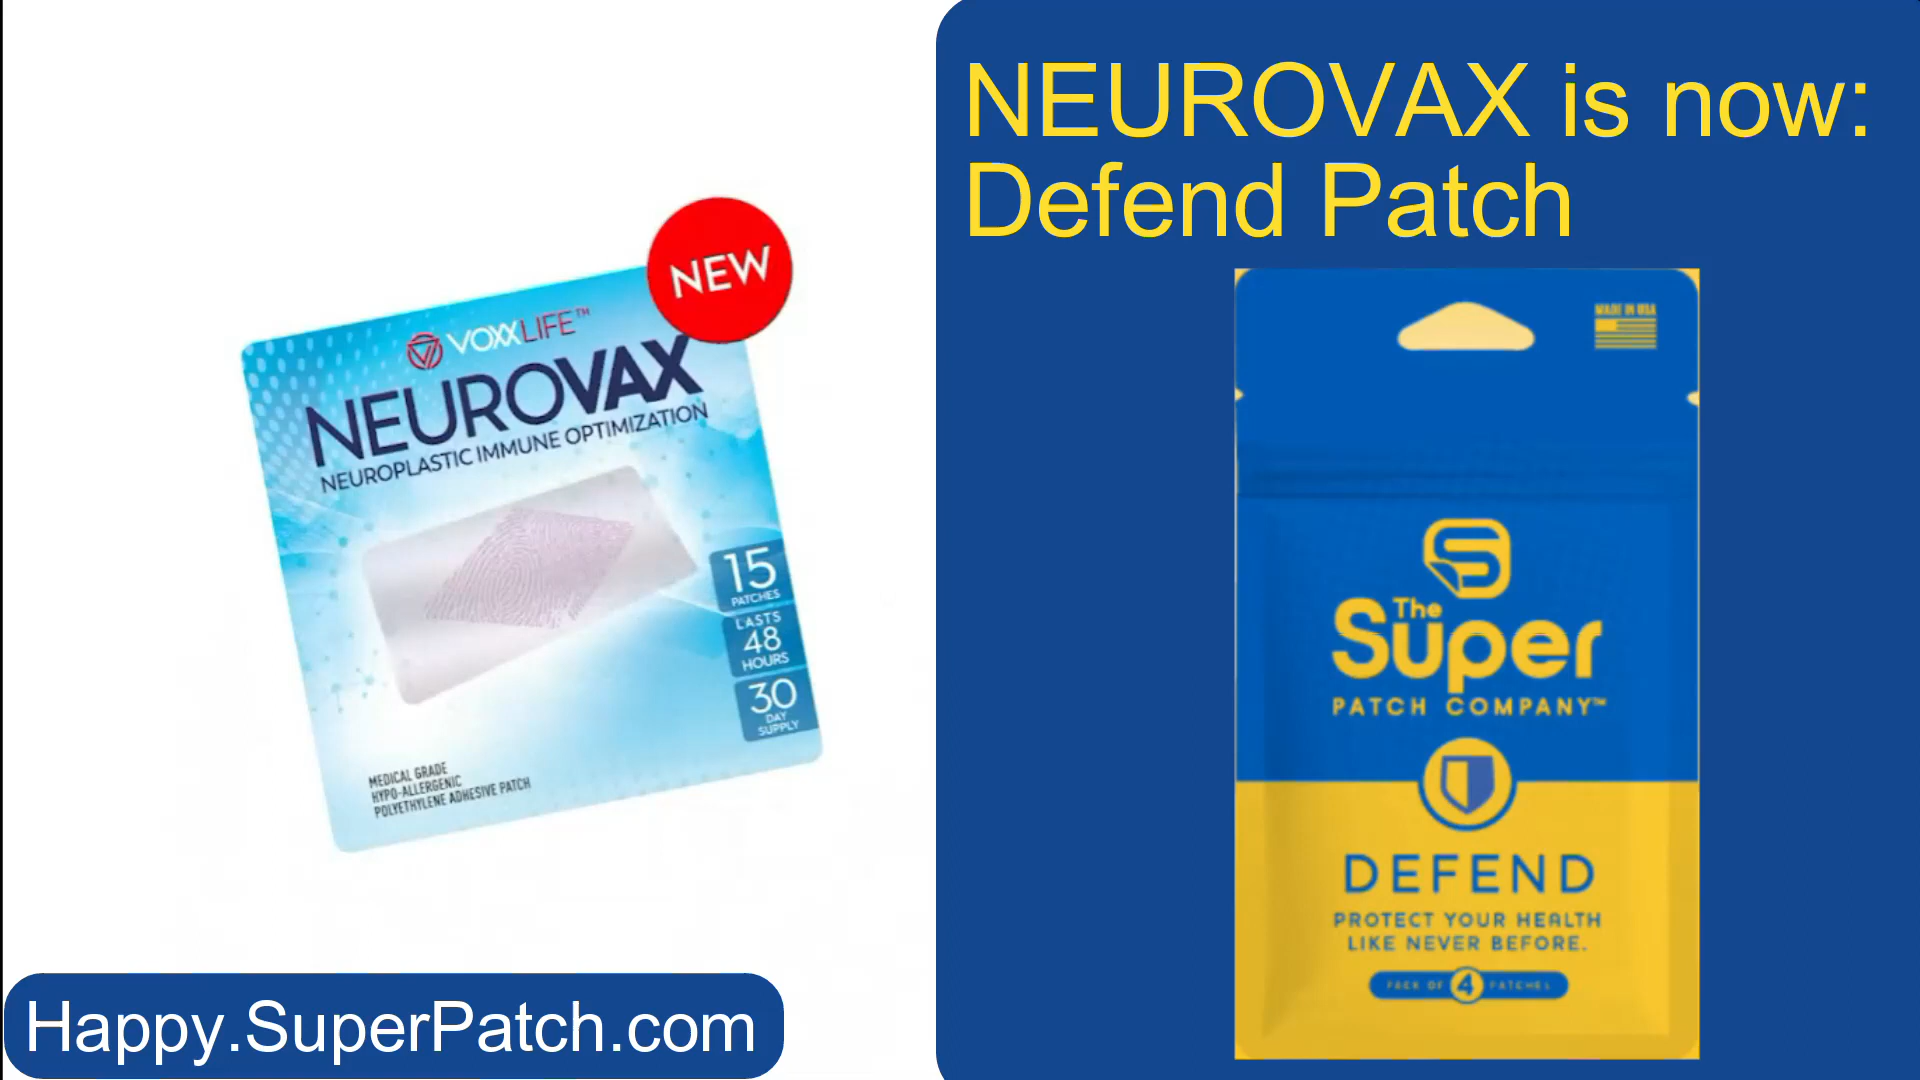 NEW
VOXXLIFE™
NEUROVAX
NEUROPLASTIC IMMUNE OPTIMIZATION
15
PATCHES
LASTS
48
HOURS
30
DAY
SUPPLY
MEDICAL GRADE
HYPO-ALLERGENIC
POLYETHYLENE ADHESIVE PATCH
Happy.SuperPatch.com
NEUROVAX is now:
Defend Patch
MADE IN USA
The
Super
PATCH COMPANY™
DEFEND
PROTECT YOUR HEALTH
LIKE NEVER BEFORE.
PACK OF 4 PATCHES